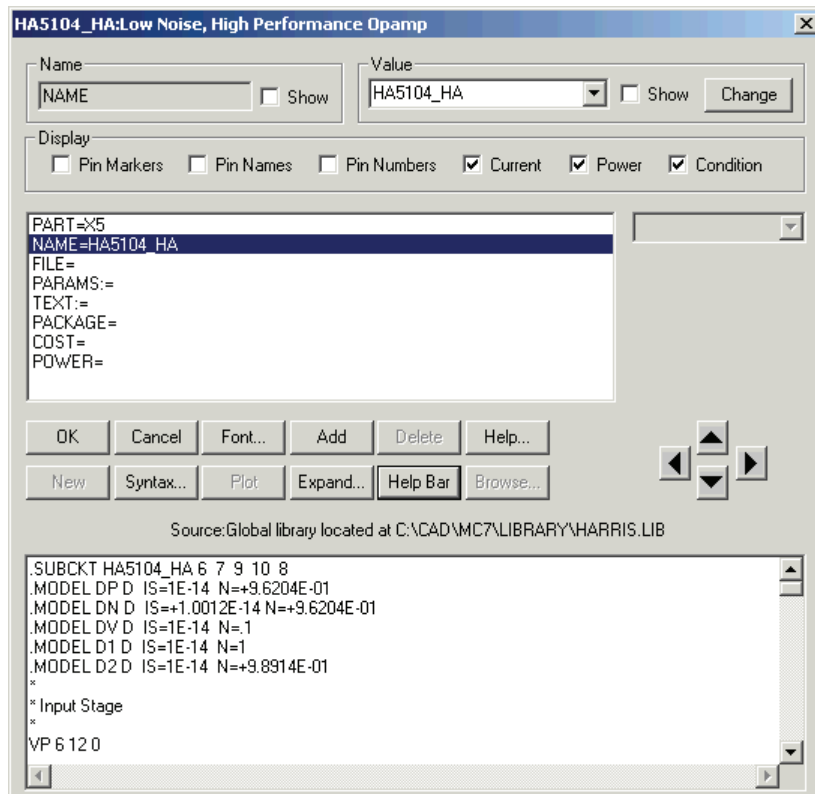 HA5104_HA:Low Noise, High Performance Opamp
Name
NAME Show
Value
HA5104_HA Show Change
Display
Pin Markers Pin Names Pin Numbers Current Power Condition
PART=X5
NAME=HA5104_HA
FILE=
PARAMS:=
TEXT:=
PACKAGE=
COST=
POWER=
OK Cancel Font... Add Delete Help...
New Syntax... Plot Expand... Help Bar Browse...
Source:Global library located at C:\CAD\MC7\LIBRARY\HARRIS.LIB
.SUBCKT HA5104_HA 6 7 9 10 8
.MODEL DP D IS=1E-14 N=+9.6204E-01
.MODEL DN D IS=+1.0012E-14 N=+9.6204E-01
.MODEL DV D IS=1E-14 N=.1
.MODEL D1 D IS=1E-14 N=1
.MODEL D2 D IS=1E-14 N=+9.8914E-01
*
* Input Stage
*
VP 6 12 0